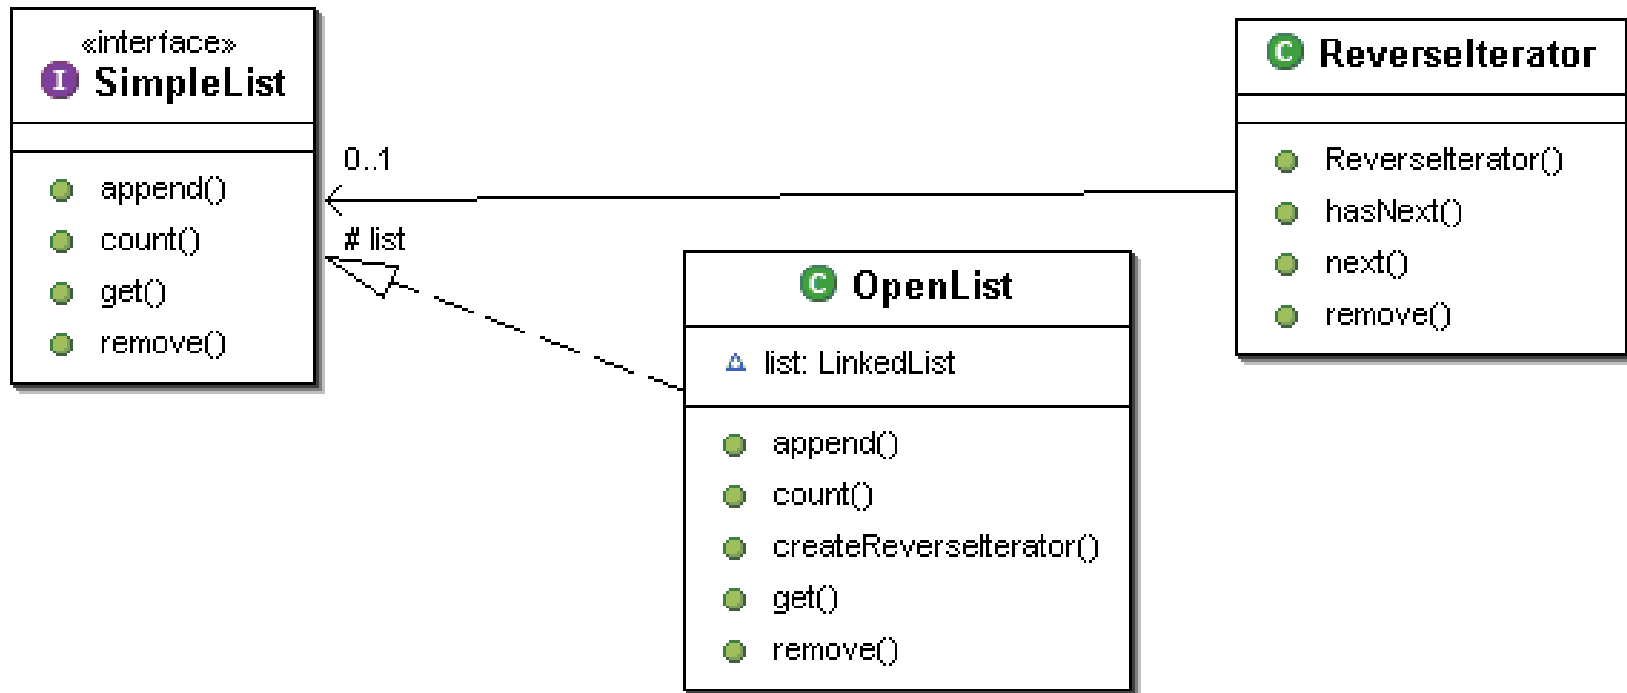 «interface»
I SimpleList
append()
count()
get()
remove()
0..1
# list
C OpenList
list: LinkedList
append()
count()
createReverseIterator()
get()
remove()
C ReverseIterator
ReverseIterator()
hasNext()
next()
remove()